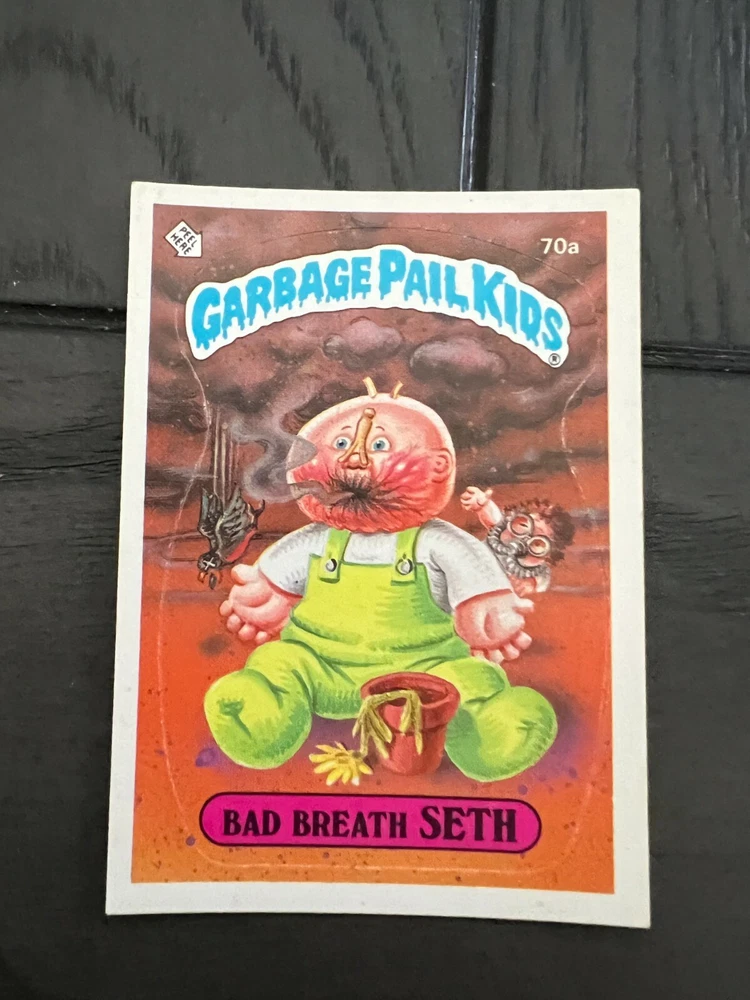 PEEL
HERE
70a
GARBAGE PAIL KIDS
®
BAD BREATH SETH